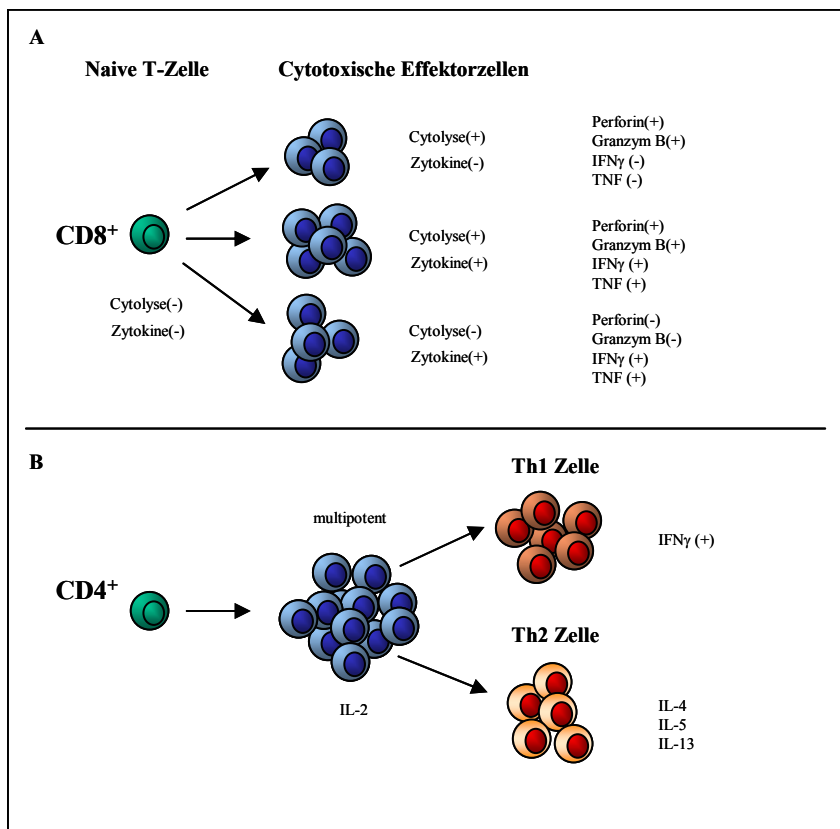 A
Naive T-Zelle
Cytotoxische Effektorzellen
Cytolyse(+)
Zytokine(-)
Perforin(+)
Granzym B(+)
IFNγ (-)
TNF (-)
CD8⁺
Cytolyse(-)
Zytokine(-)
Cytolyse(+)
Zytokine(+)
Perforin(+)
Granzym B(+)
IFNγ (+)
TNF (+)
Cytolyse(-)
Zytokine(+)
Perforin(-)
Granzym B(-)
IFNγ (+)
TNF (+)
B
CD4⁺
multipotent
IL-2
Th1 Zelle
IFNγ (+)
Th2 Zelle
IL-4
IL-5
IL-13